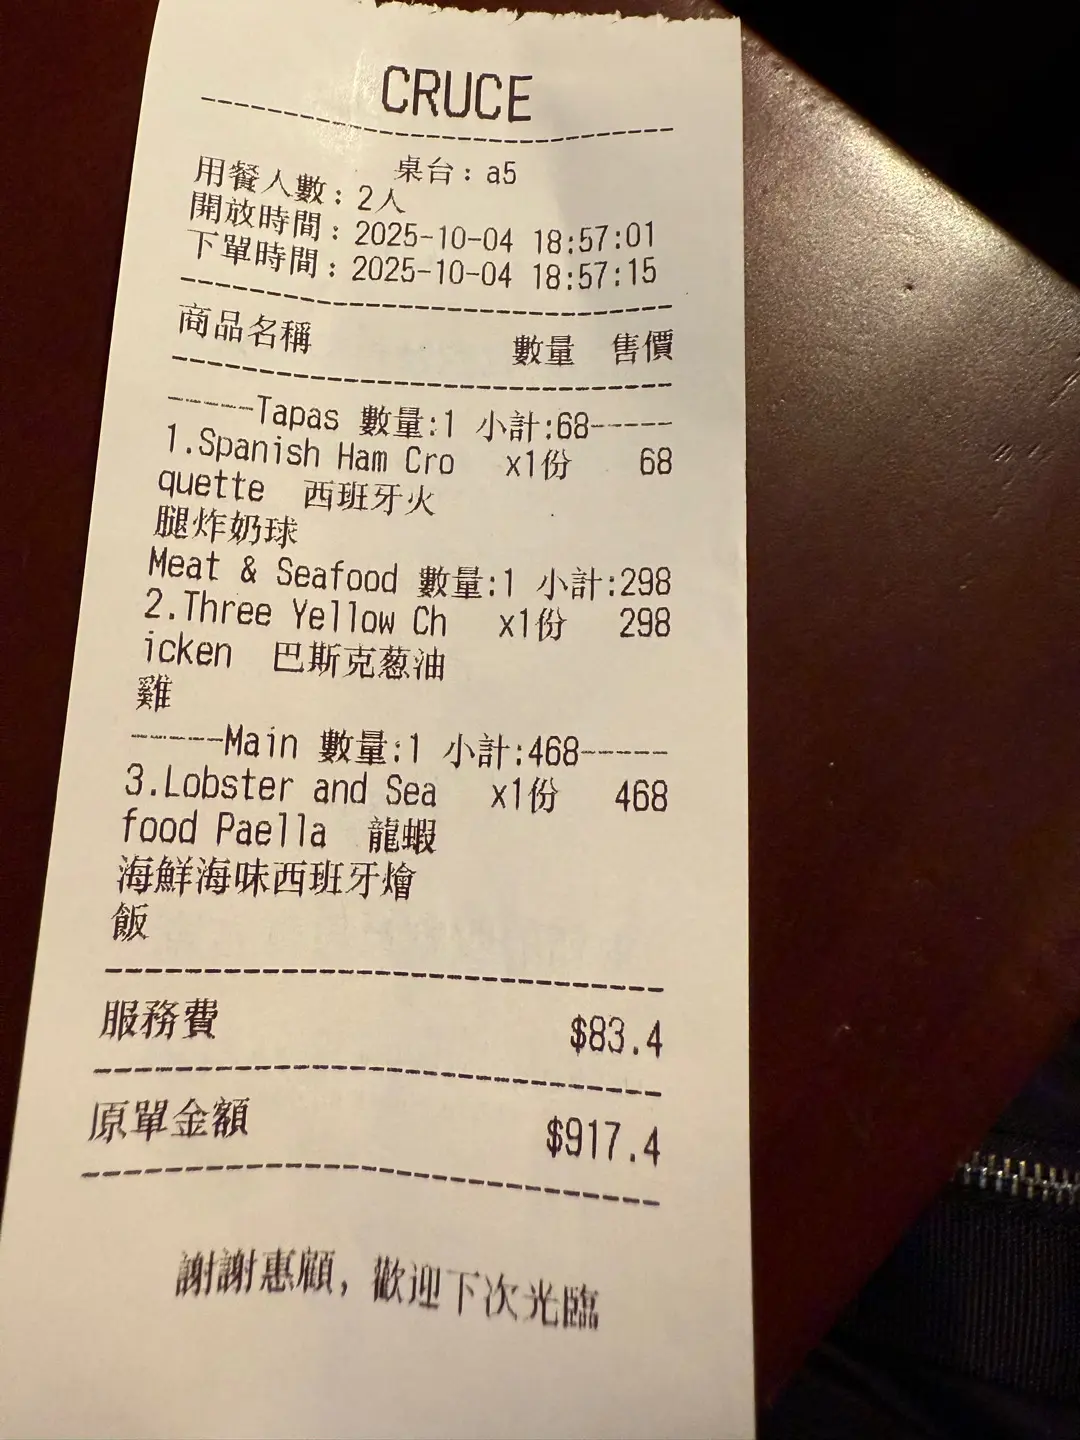 CRUCE
桌台：a5
用餐人數：2人
開放時間：2025-10-04 18:57:01
下單時間：2025-10-04 18:57:15
商品名稱 數量 售價
------Tapas 數量:1 小計:68-----
1.Spanish Ham Cro x1份 68
quette 西班牙火
腿炸奶球
Meat & Seafood 數量:1 小計:298
2.Three Yellow Ch x1份 298
icken 巴斯克葱油
雞
------Main 數量:1 小計:468------
3.Lobster and Sea x1份 468
food Paella 龍蝦
海鮮海味西班牙燴
飯
服務費 $83.4
原單金額 $917.4
謝謝惠顧，歡迎下次光臨